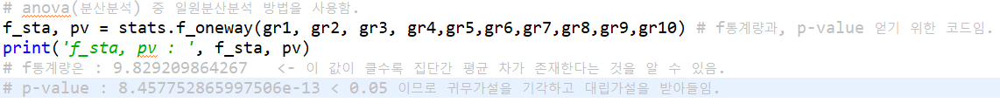 # anova(분산분석) 중 일원분산분석 방법을 사용함.
f_sta, pv = stats.f_oneway(gr1, gr2, gr3, gr4,gr5,gr6,gr7,gr8,gr9,gr10) # f통계량과, p-value 얻기 위한 코드임.
print('f_sta, pv : ', f_sta, pv)
# f통계량은 : 9.829209864267 <- 이 값이 클수록 집단간 평균 차가 존재한다는 것을 알 수 있음.
# p-value : 8.457752865997506e-13 < 0.05 이므로 귀무가설을 기각하고 대립가설을 받아들임.